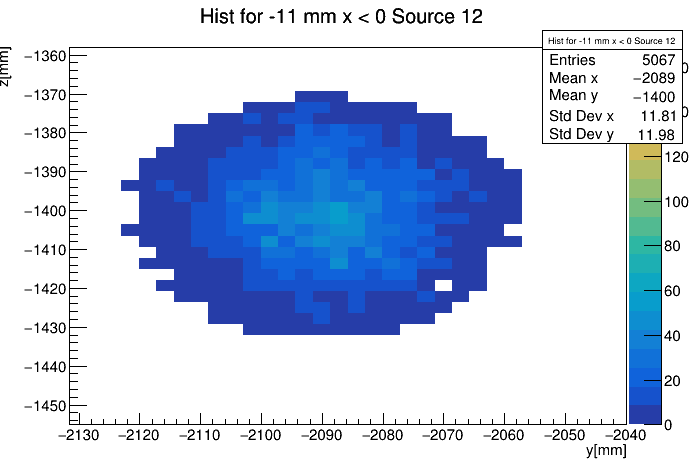 Hist for -11 mm x < 0 Source 12
z[mm]
Hist for -11 mm x < 0 Source 12
Entries 5067
Mean x −2089
Mean y −1400
Std Dev x 11.81
Std Dev y 11.98
−1360
−1370
−1380
−1390
−1400
−1410
−1420
−1430
−1440
−1450
120
100
80
60
40
20
0
−2130 −2120 −2110 −2100 −2090 −2080 −2070 −2060 −2050 −2040
y[mm]